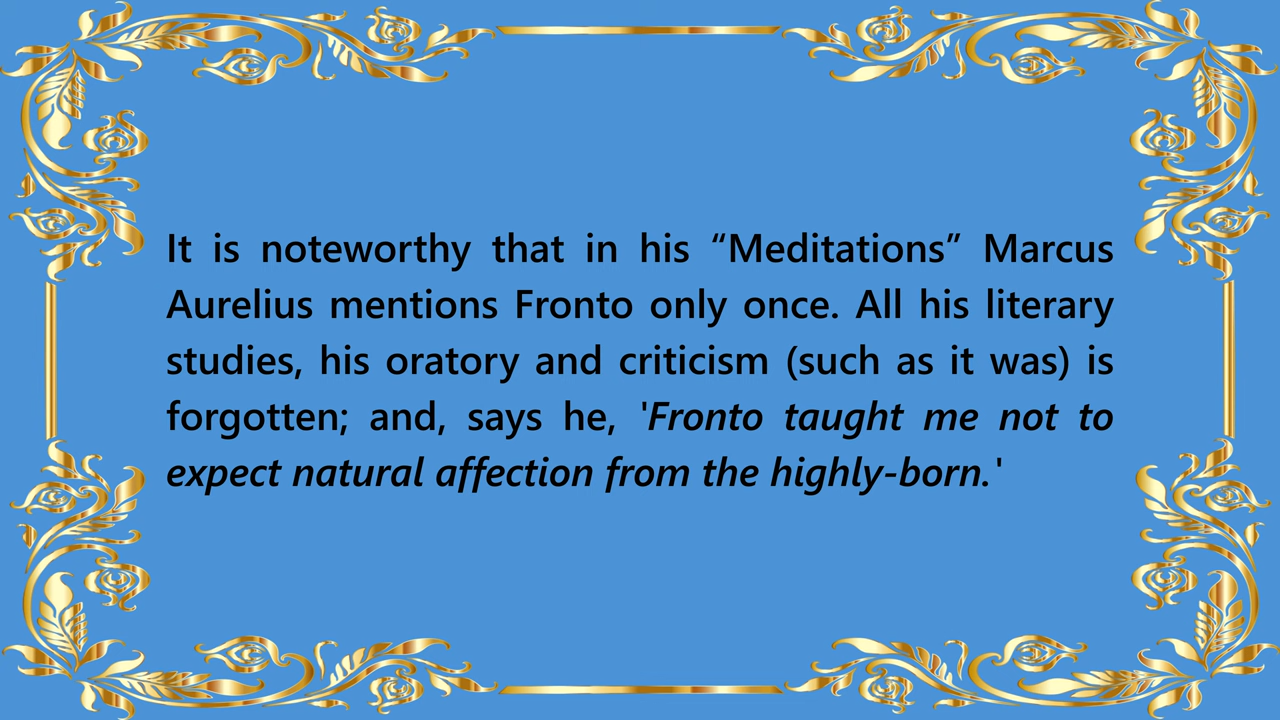 It is noteworthy that in his “Meditations” Marcus
Aurelius mentions Fronto only once. All his literary
studies, his oratory and criticism (such as it was) is
forgotten; and, says he, 'Fronto taught me not to
expect natural affection from the highly-born.'